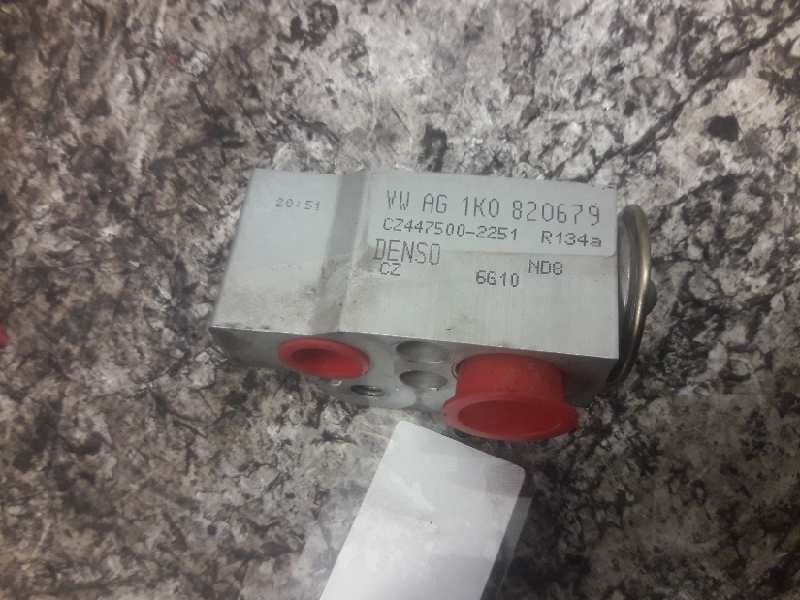 20:51
VW AG 1K0 820679
CZ447500-2251 R134a
DENSO
CZ 6G10 ND8